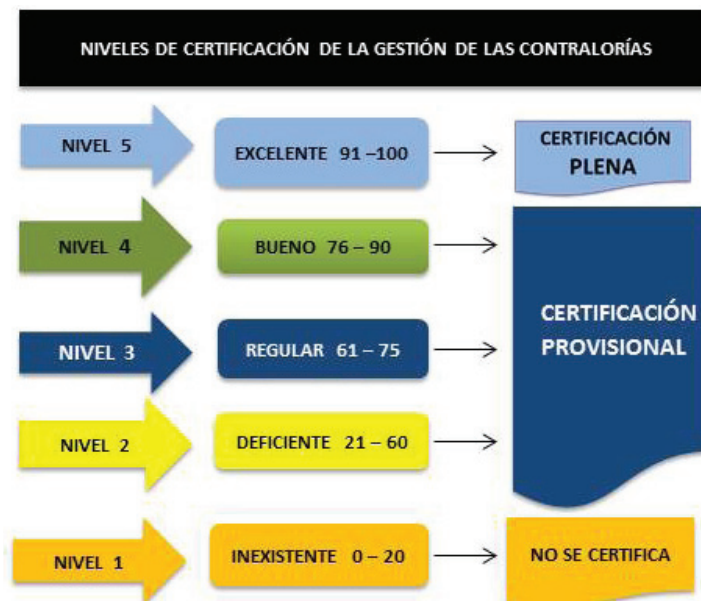 NIVELES DE CERTIFICACIÓN DE LA GESTIÓN DE LAS CONTRALORÍAS
NIVEL 5
EXCELENTE 91 –100
CERTIFICACIÓN
PLENA
NIVEL 4
BUENO 76 – 90
NIVEL 3
REGULAR 61 – 75
CERTIFICACIÓN
PROVISIONAL
NIVEL 2
DEFICIENTE 21 – 60
NIVEL 1
INEXISTENTE 0 – 20
NO SE CERTIFICA